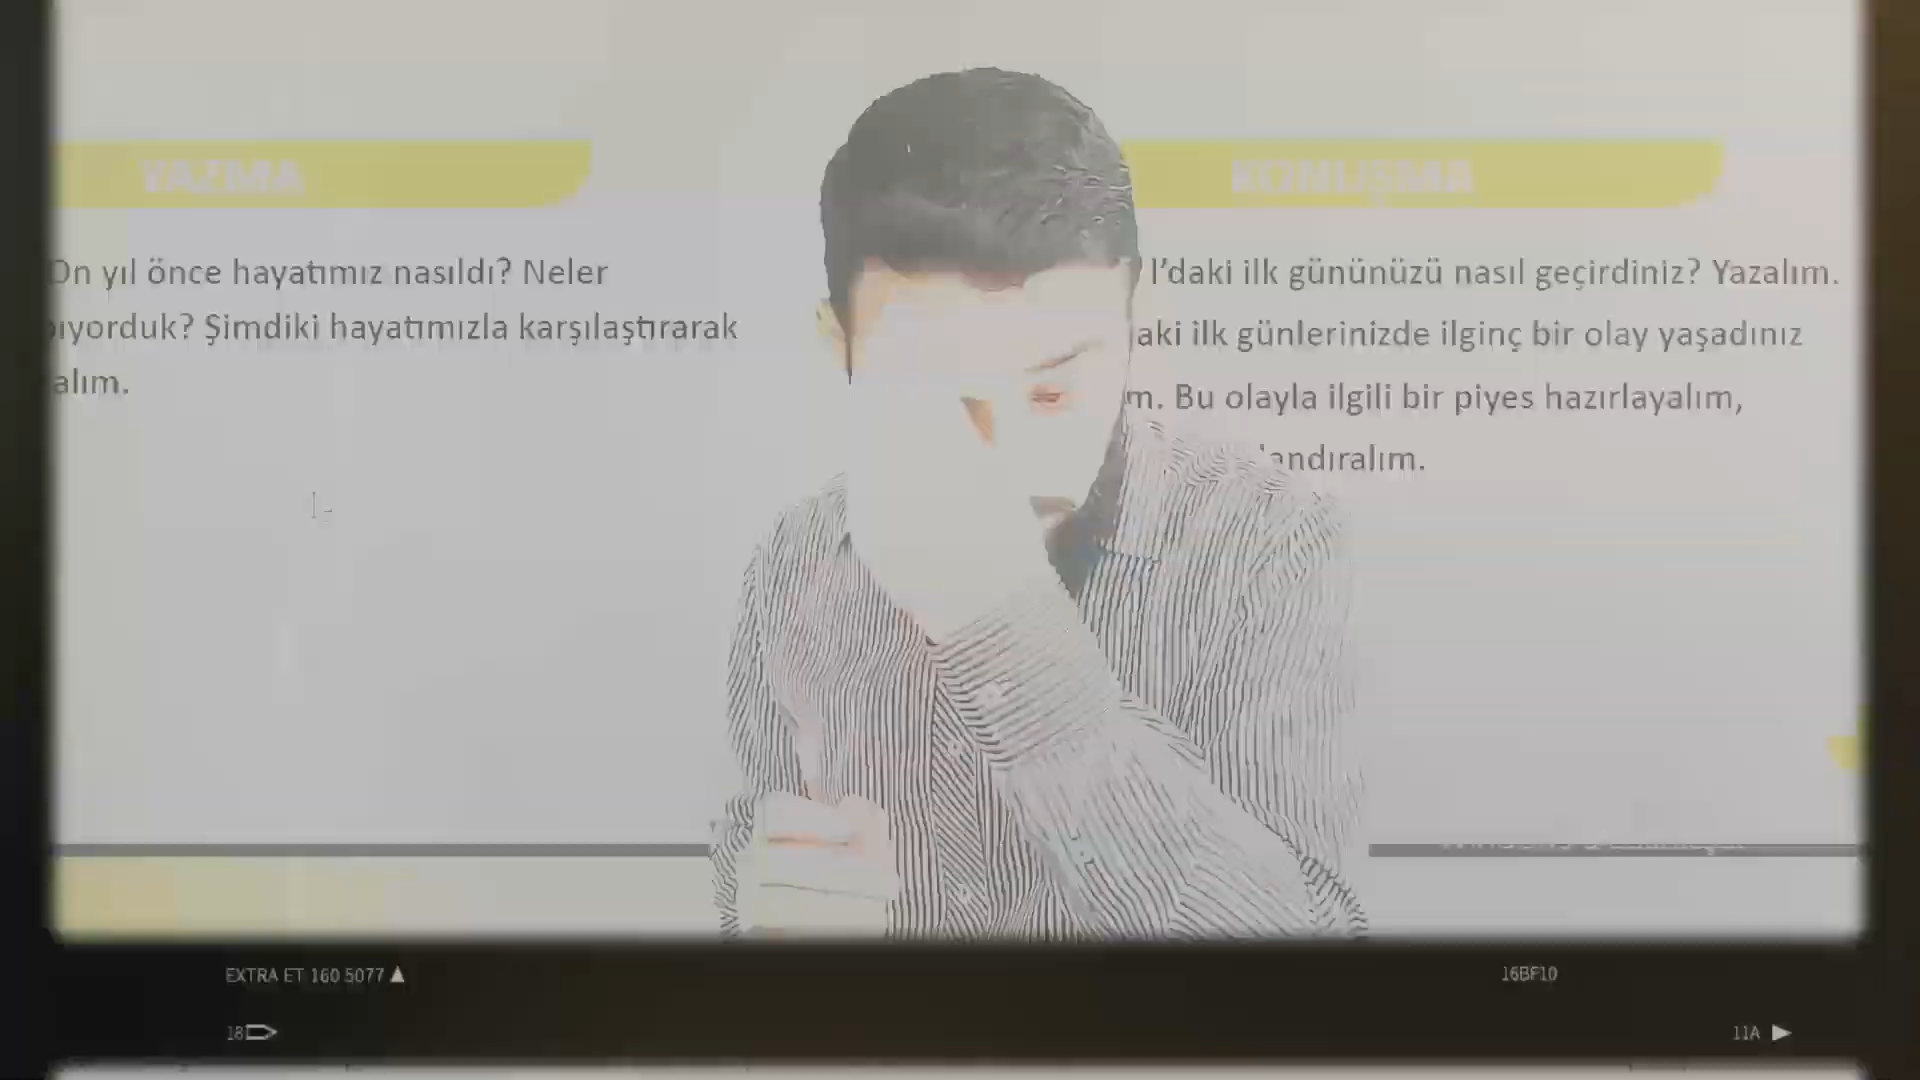 YAZMA
On yıl önce hayatımız nasıldı? Neler
pıyorduk? Şimdiki hayatımızla karşılaştırarak
alım.
KONUŞMA
l’daki ilk gününüzü nasıl geçirdiniz? Yazalım.
aki ilk günlerinizde ilginç bir olay yaşadınız
m. Bu olayla ilgili bir piyes hazırlayalım,
landıralım.
EXTRA ET 160 5077
16BF10
18
11A